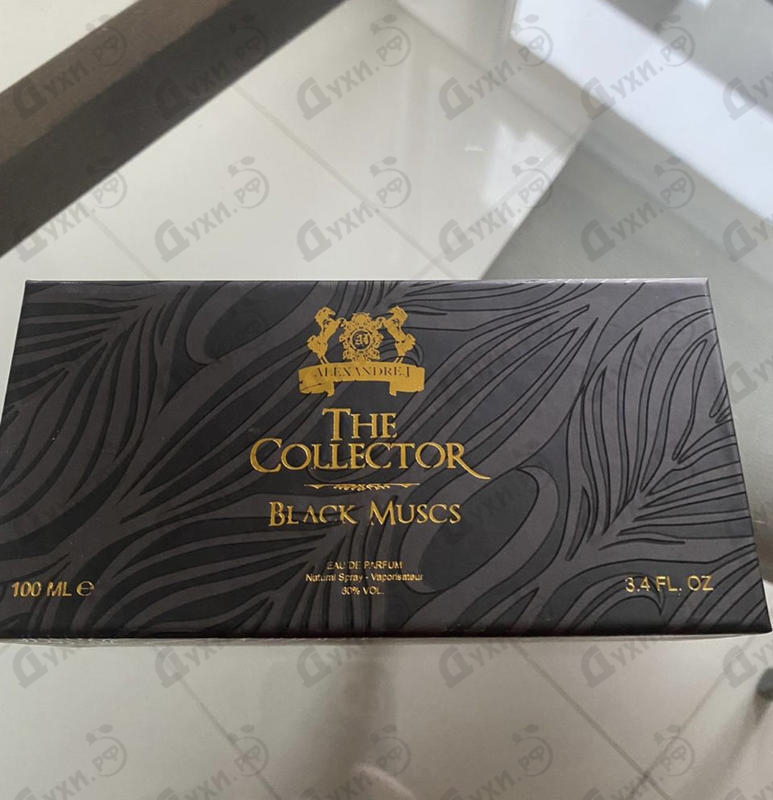 ALEXANDRE.J
THE
COLLECTOR
BLACK MUSCS
EAU DE PARFUM
Natural Spray - Vaporisateur
80% VOL.
100 ML ℮
3.4 FL. OZ
Духи.рф